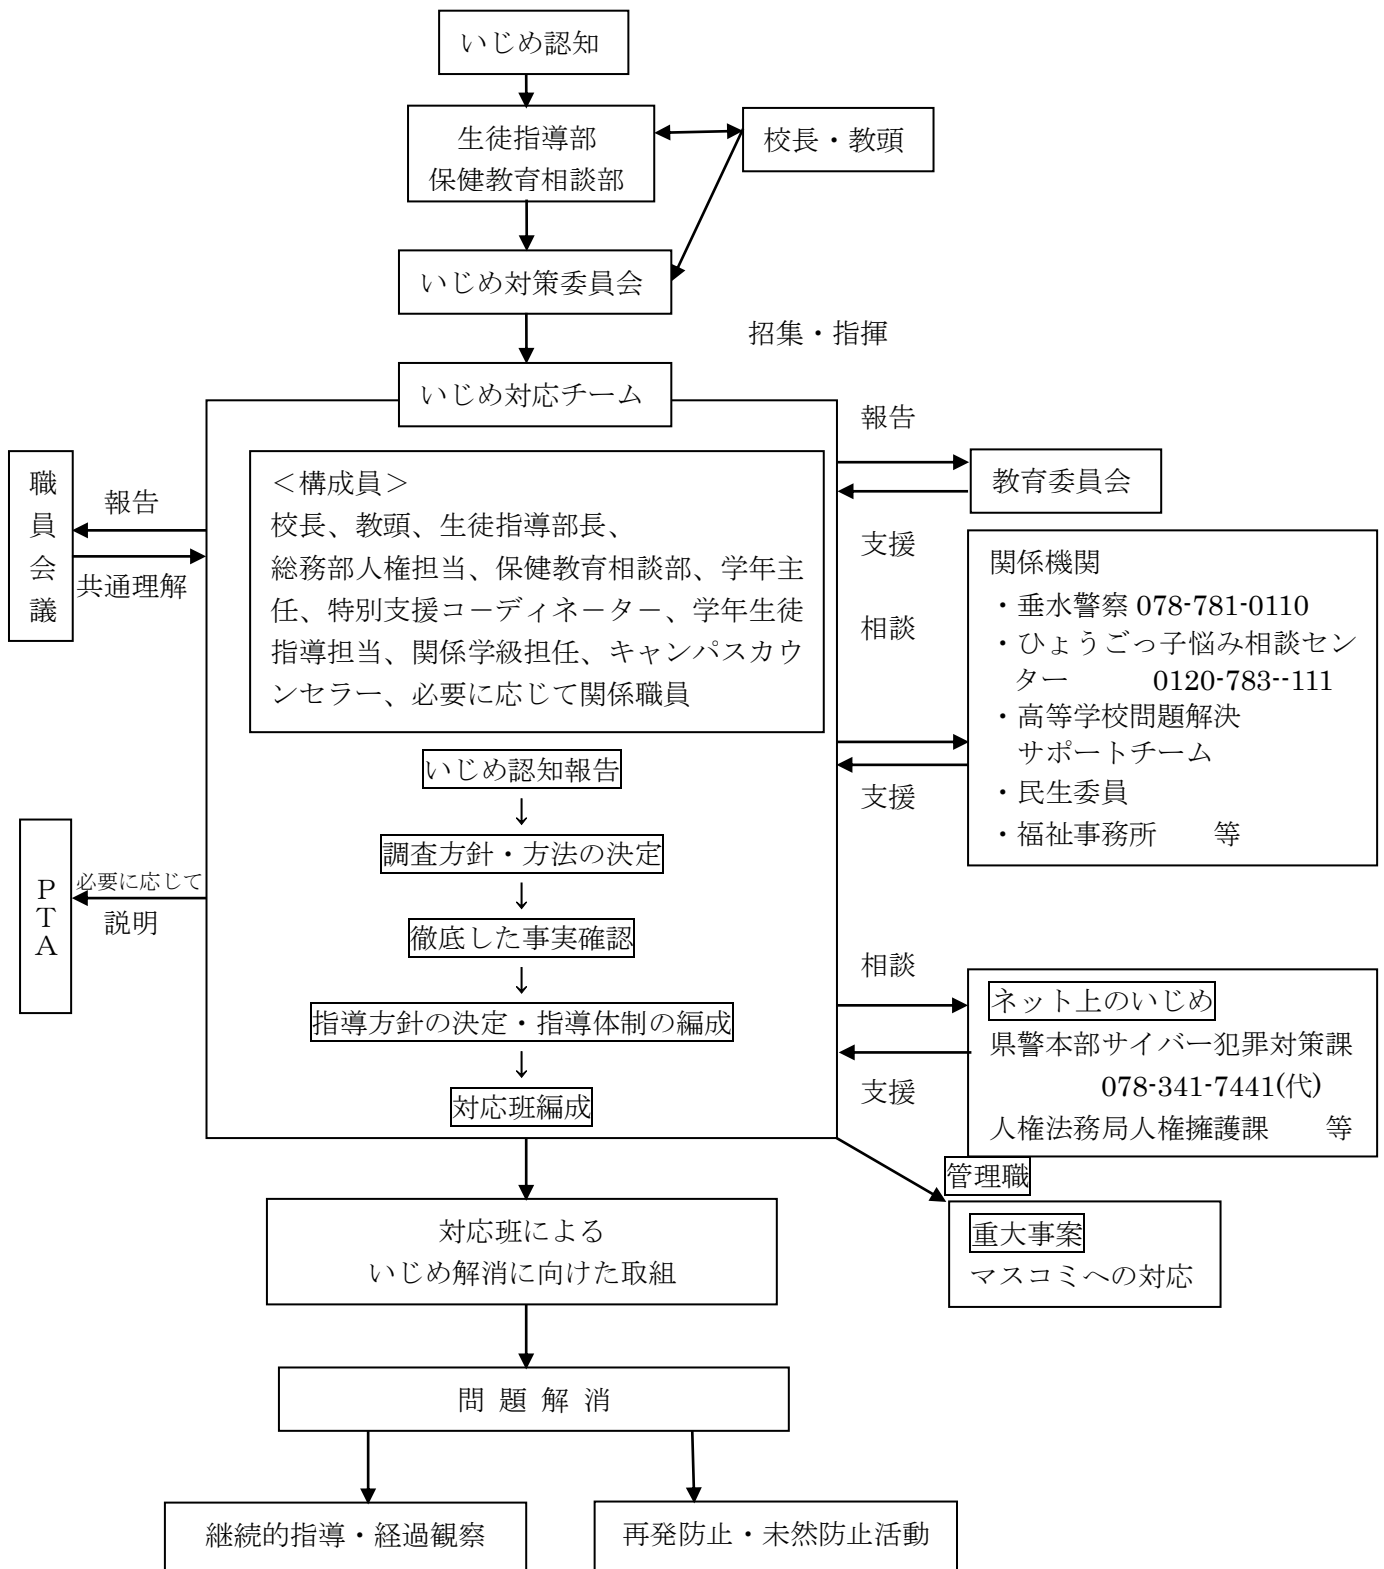 いじめ認知
生徒指導部
保健教育相談部
校長・教頭
いじめ対策委員会
招集・指揮
いじめ対応チーム
＜構成員＞
校長、教頭、生徒指導部長、
総務部人権担当、保健教育相談部、学年主
任、特別支援コーディネーター、学年生徒
指導担当、関係学級担任、キャンパスカウ
ンセラー、必要に応じて関係職員
職員会議
報告
共通理解
報告
教育委員会
支援
相談
関係機関
・垂水警察 078-781-0110
・ひょうごっ子悩み相談セン
ター　　　0120-783--111
・高等学校問題解決
サポートチーム
・民生委員
・福祉事務所　　等
支援
いじめ認知報告
↓
調査方針・方法の決定
↓
徹底した事実確認
↓
指導方針の決定・指導体制の編成
↓
対応班編成
ＰＴＡ
必要に応じて
説明
相談
ネット上のいじめ
県警本部サイバー犯罪対策課
078-341-7441(代)
人権法務局人権擁護課　　等
支援
管理職
重大事案
マスコミへの対応
対応班による
いじめ解消に向けた取組
問 題 解 消
継続的指導・経過観察
再発防止・未然防止活動